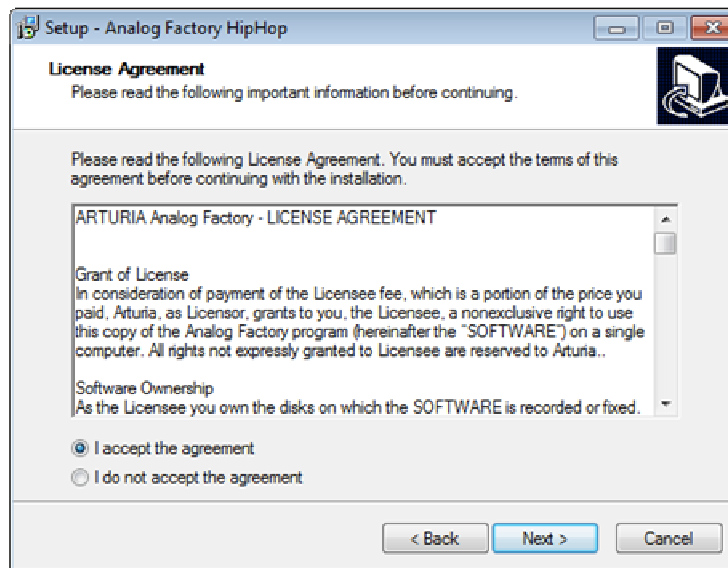 Setup - Analog Factory HipHop
License Agreement
Please read the following important information before continuing.
Please read the following License Agreement. You must accept the terms of this
agreement before continuing with the installation.
ARTURIA Analog Factory - LICENSE AGREEMENT
Grant of License
In consideration of payment of the Licensee fee, which is a portion of the price you
paid, Arturia, as Licensor, grants to you, the Licensee, a nonexclusive right to use
this copy of the Analog Factory program (hereinafter the "SOFTWARE") on a single
computer. All rights not expressly granted to Licensee are reserved to Arturia..
Software Ownership
As the Licensee you own the disks on which the SOFTWARE is recorded or fixed.
I accept the agreement
I do not accept the agreement
< Back Next > Cancel